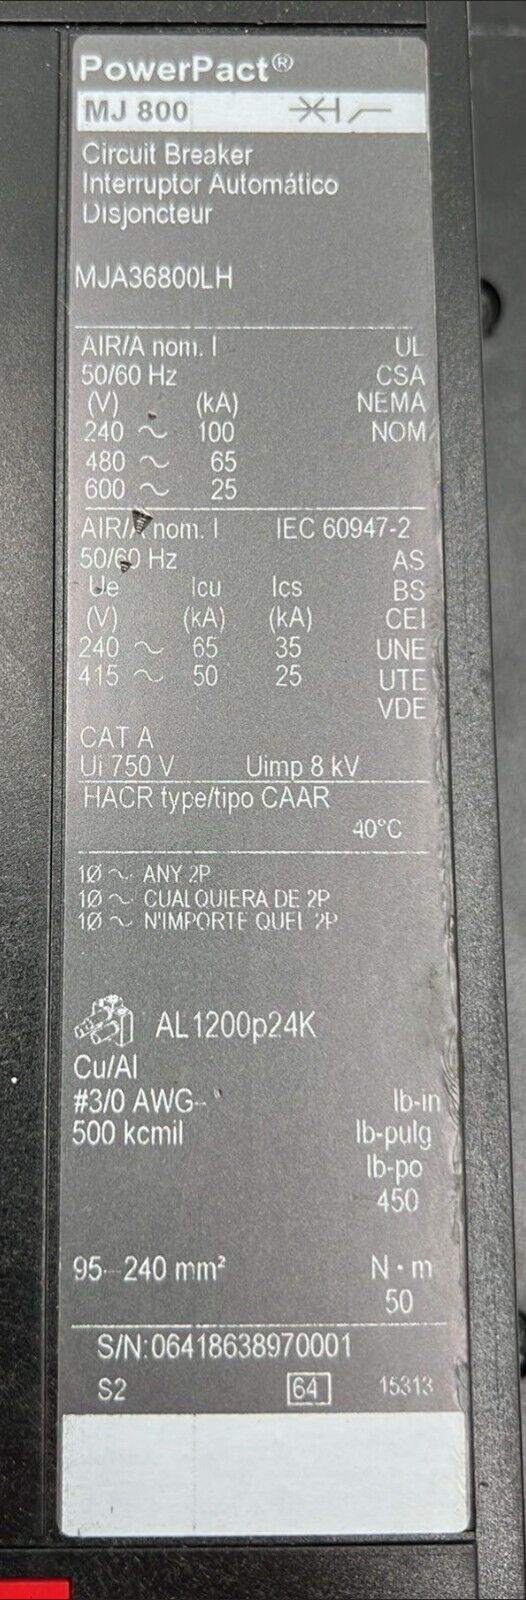 PowerPact®
MJ 800
Circuit Breaker
Interruptor Automático
Disjoncteur
MJA36800LH
AIR/A nom. I UL
50/60 Hz CSA
(V) (kA) NEMA
240 ~ 100 NOM
480 ~ 65
600 ~ 25
AIR/A nom. I IEC 60947-2
50/60 Hz AS
Ue Icu Ics BS
(V) (kA) (kA) CEI
240 ~ 65 35 UNE
415 ~ 50 25 UTE
VDE
CAT A
Ui 750 V Uimp 8 kV
HACR type/tipo CAAR
40°C
1Ø ~ ANY 2P
1Ø ~ CUALQUIERA DE 2P
1Ø ~ N'IMPORTE QUEL 2P
AL1200p24K
Cu/Al
#3/0 AWG- lb-in
500 kcmil lb-pulg
lb-po
450
95-240 mm² N·m
50
S/N:06418638970001
S2 64 15313